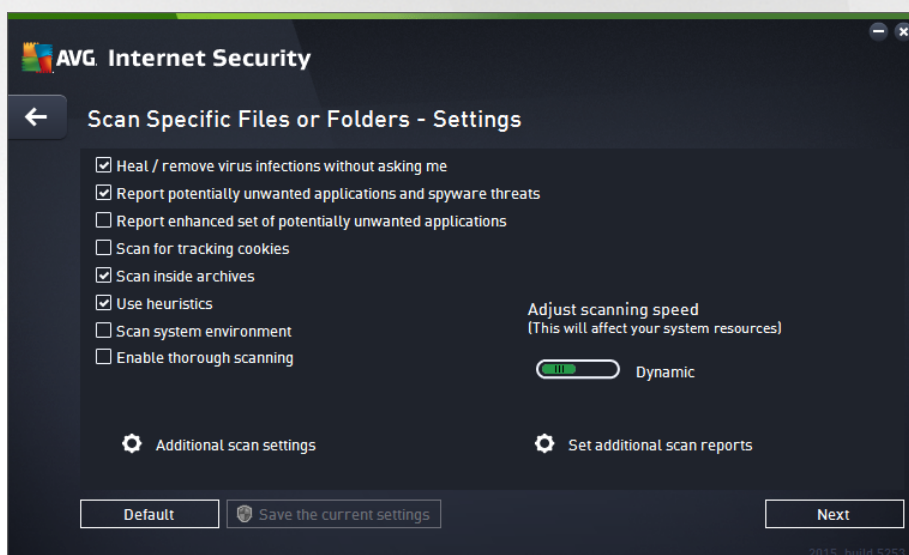 AVG. Internet Security
Scan Specific Files or Folders - Settings
Heal / remove virus infections without asking me
Report potentially unwanted applications and spyware threats
Report enhanced set of potentially unwanted applications
Scan for tracking cookies
Scan inside archives
Use heuristics
Scan system environment
Enable thorough scanning
Adjust scanning speed
(This will affect your system resources)
Dynamic
Additional scan settings
Set additional scan reports
Default
Save the current settings
Next
2015, build 5253